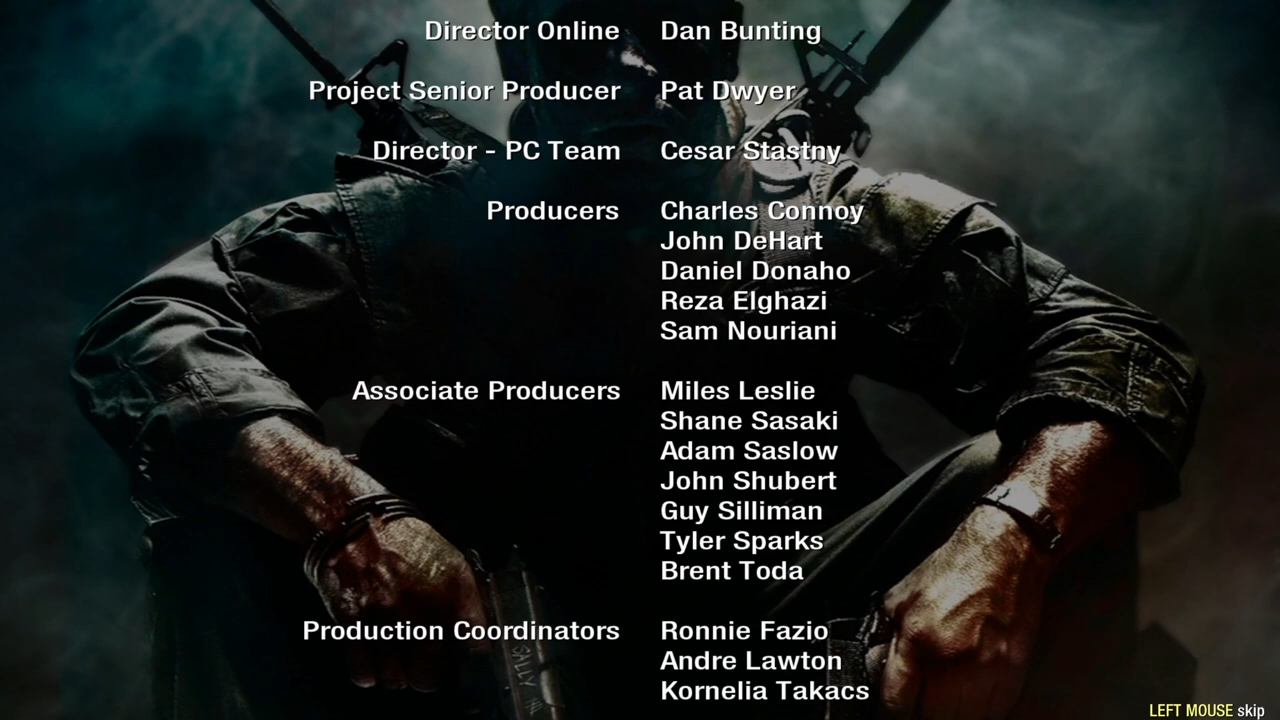 Director Online Dan Bunting
Project Senior Producer Pat Dwyer
Director - PC Team Cesar Stastny
Producers Charles Connoy
John DeHart
Daniel Donaho
Reza Elghazi
Sam Nouriani
Associate Producers Miles Leslie
Shane Sasaki
Adam Saslow
John Shubert
Guy Silliman
Tyler Sparks
Brent Toda
Production Coordinators Ronnie Fazio
Andre Lawton
Kornelia Takacs
SALLY
LEFT MOUSE skip